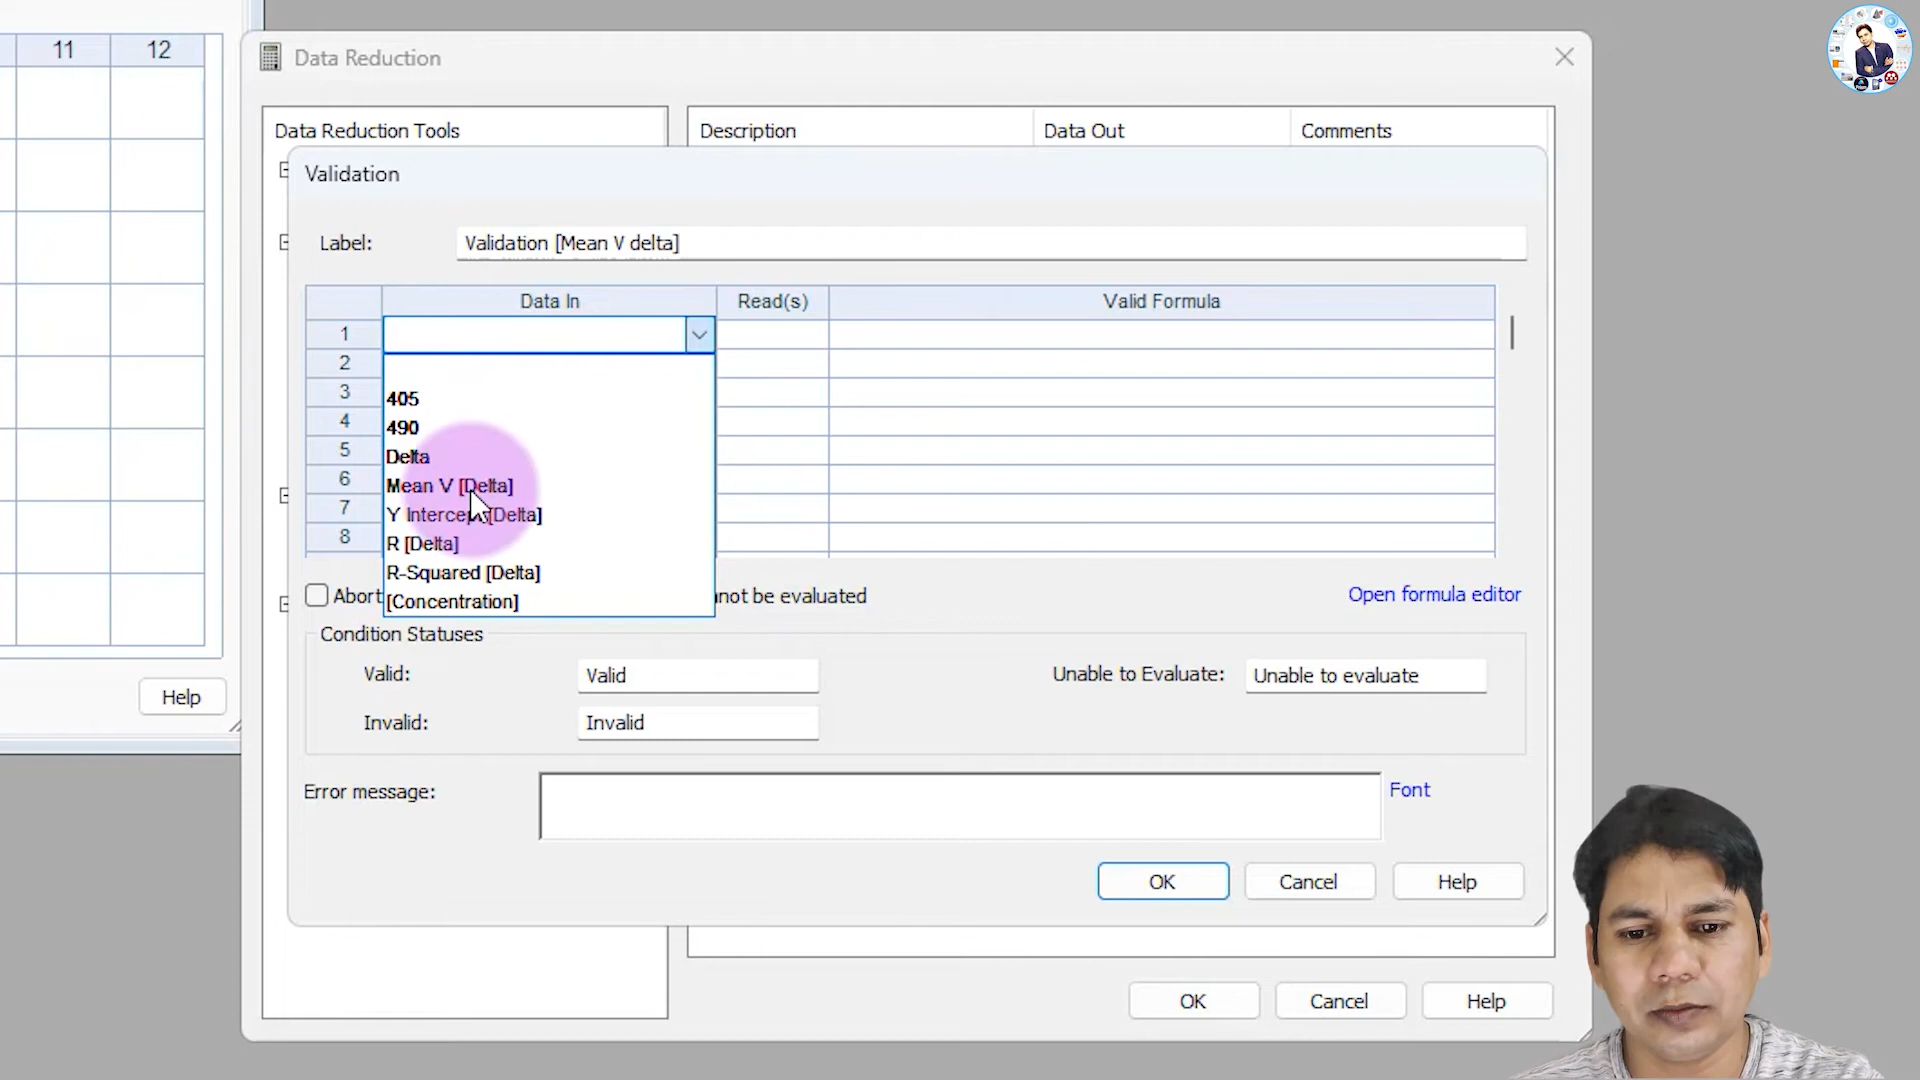 11 12
Data Reduction
Data Reduction Tools
Description Data Out Comments
Validation
Label: Validation [Mean V delta]
Data In Read(s) Valid Formula
1
2
3
4
5
6
7
8
405
490
Delta
Mean V [Delta]
Y Intercept [Delta]
R [Delta]
R-Squared [Delta]
[Concentration]
Abort not be evaluated Open formula editor
Condition Statuses
Valid: Valid Unable to Evaluate: Unable to evaluate
Invalid: Invalid
Help
Error message: Font
OK Cancel Help
OK Cancel Help